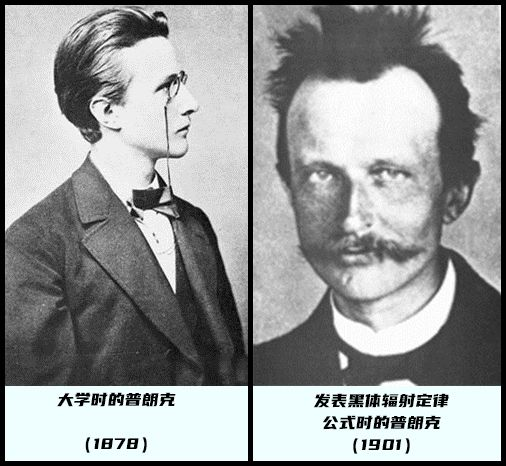 大学时的普朗克
(1878)
发表黑体辐射定律
公式时的普朗克
(1901)